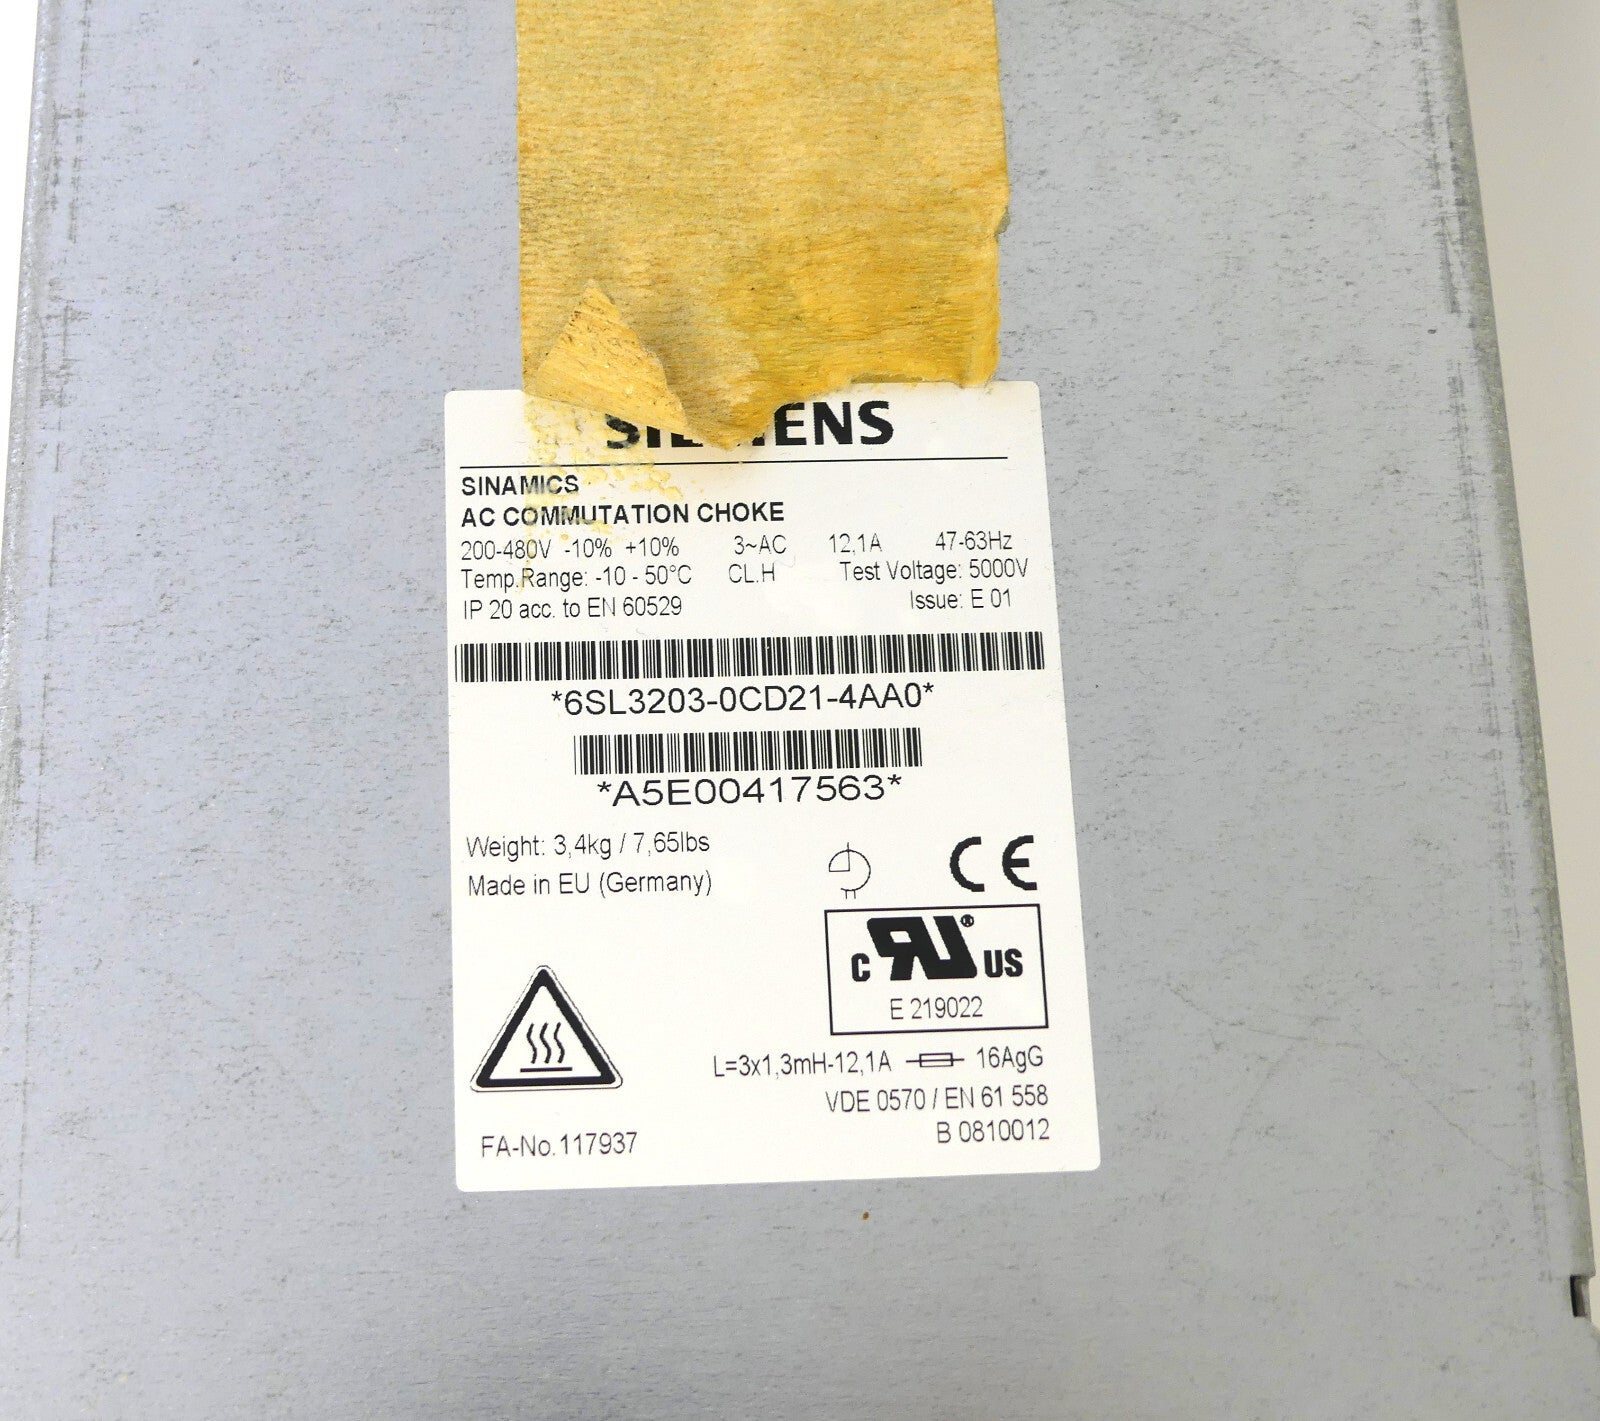 SIEMENS
SINAMICS
AC COMMUTATION CHOKE
200-480V -10% +10% 3~AC 12,1A 47-63Hz
Temp.Range: -10 - 50°C CL.H Test Voltage: 5000V
IP 20 acc. to EN 60529 Issue: E 01
*6SL3203-0CD21-4AA0*
*A5E00417563*
Weight: 3,4kg / 7,65lbs
Made in EU (Germany)
CE
c RU ® US
E 219022
L=3x1,3mH-12,1A 16AgG
VDE 0570 / EN 61 558
B 0810012
FA-No.117937